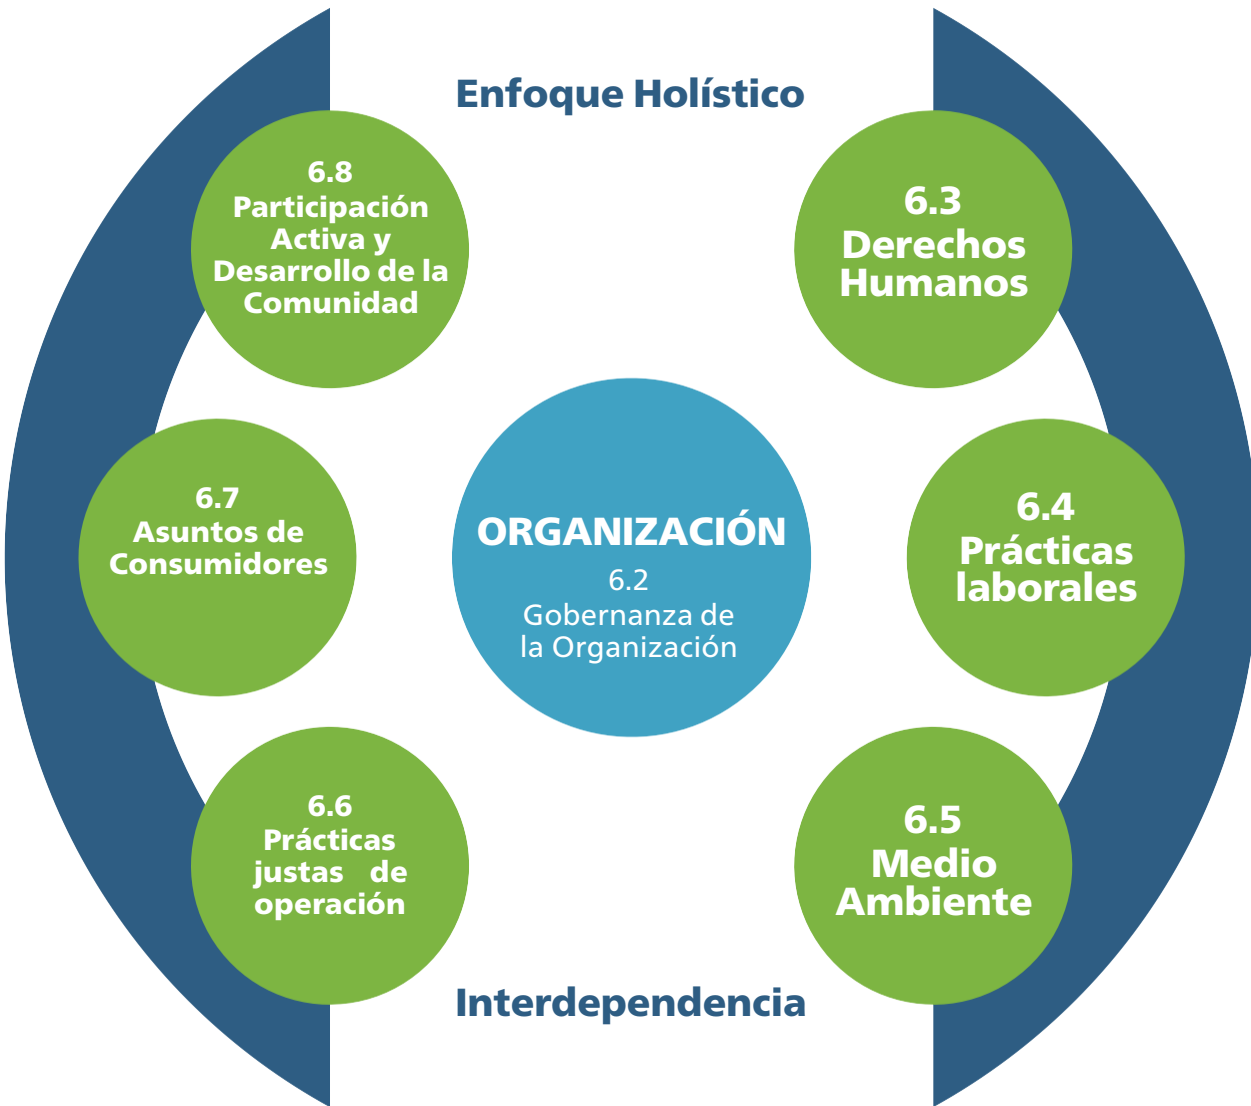 Enfoque Holístico
6.8
Participación
Activa y
Desarrollo de la
Comunidad
6.3
Derechos
Humanos
6.7
Asuntos de
Consumidores
ORGANIZACIÓN
6.2
Gobernanza de
la Organización
6.4
Prácticas
laborales
6.6
Prácticas
justas de
operación
6.5
Medio
Ambiente
Interdependencia